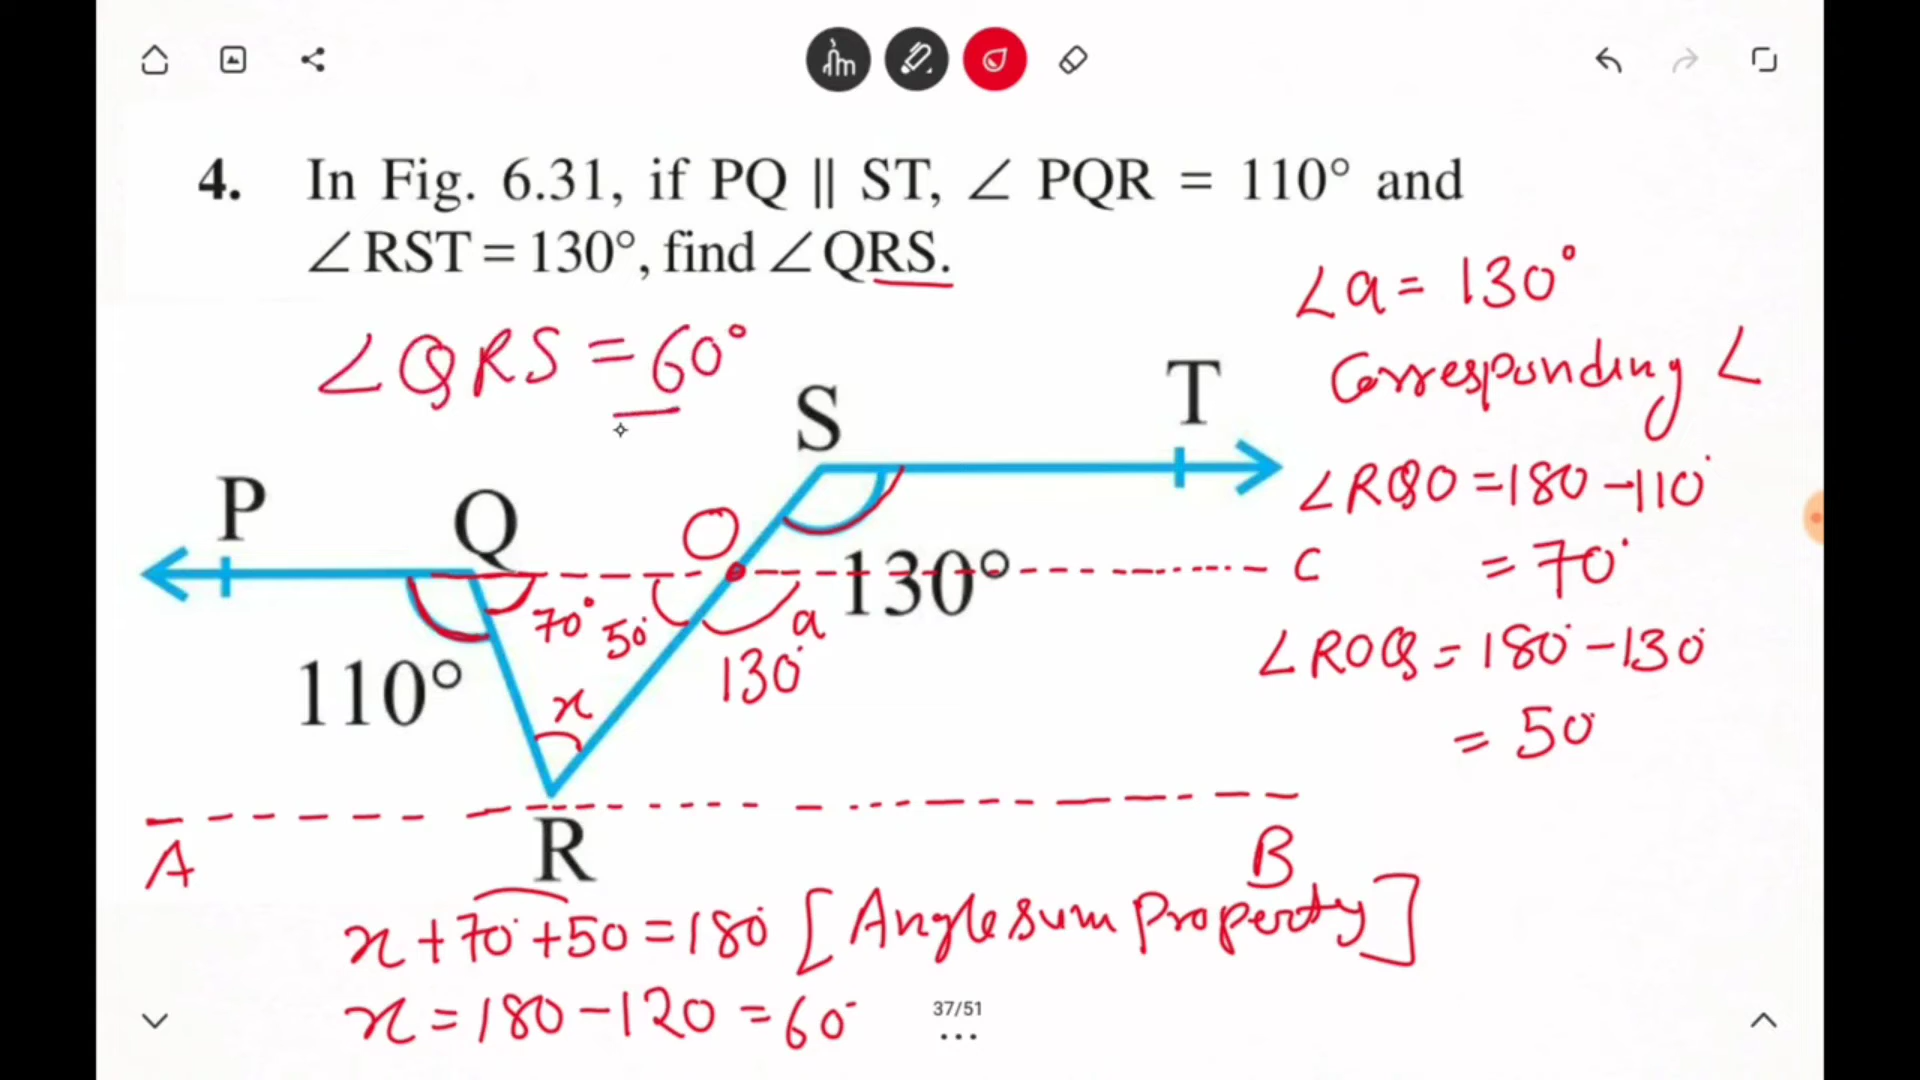 4. In Fig. 6.31, if PQ || ST, ∠ PQR = 110° and
∠ RST = 130°, find ∠ QRS.
∠QRS = 60°
∠a = 130°
Corresponding ∠
∠RQO = 180 - 110°
= 70°
∠ROQ = 180° - 130°
= 50°
S
T
P
Q
O
C
130°
70°
50°
a
130°
110°
x
R
A
B
x + 70° + 50 = 180° [Angle sum Property]
x = 180 - 120 = 60°
37/51